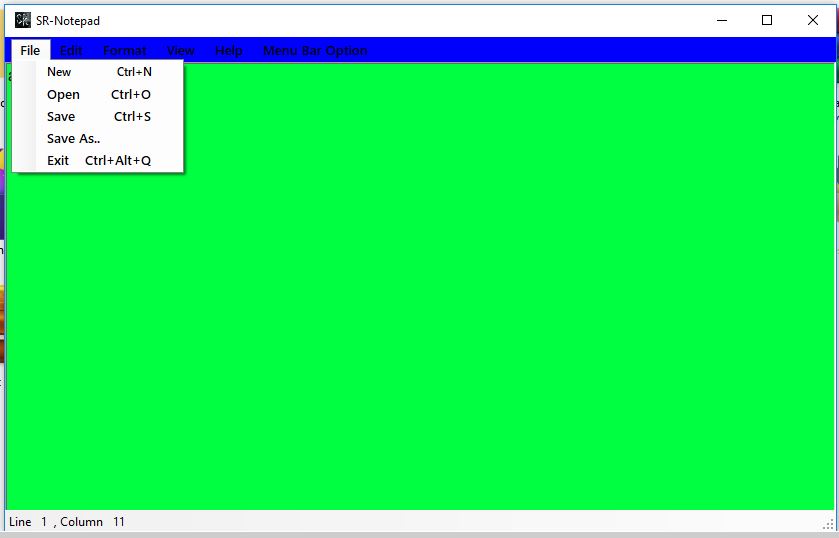 SR-Notepad
File Edit Format View Help Menu Bar Option
New Ctrl+N
Open Ctrl+O
Save Ctrl+S
Save As..
Exit Ctrl+Alt+Q
Line 1 , Column 11